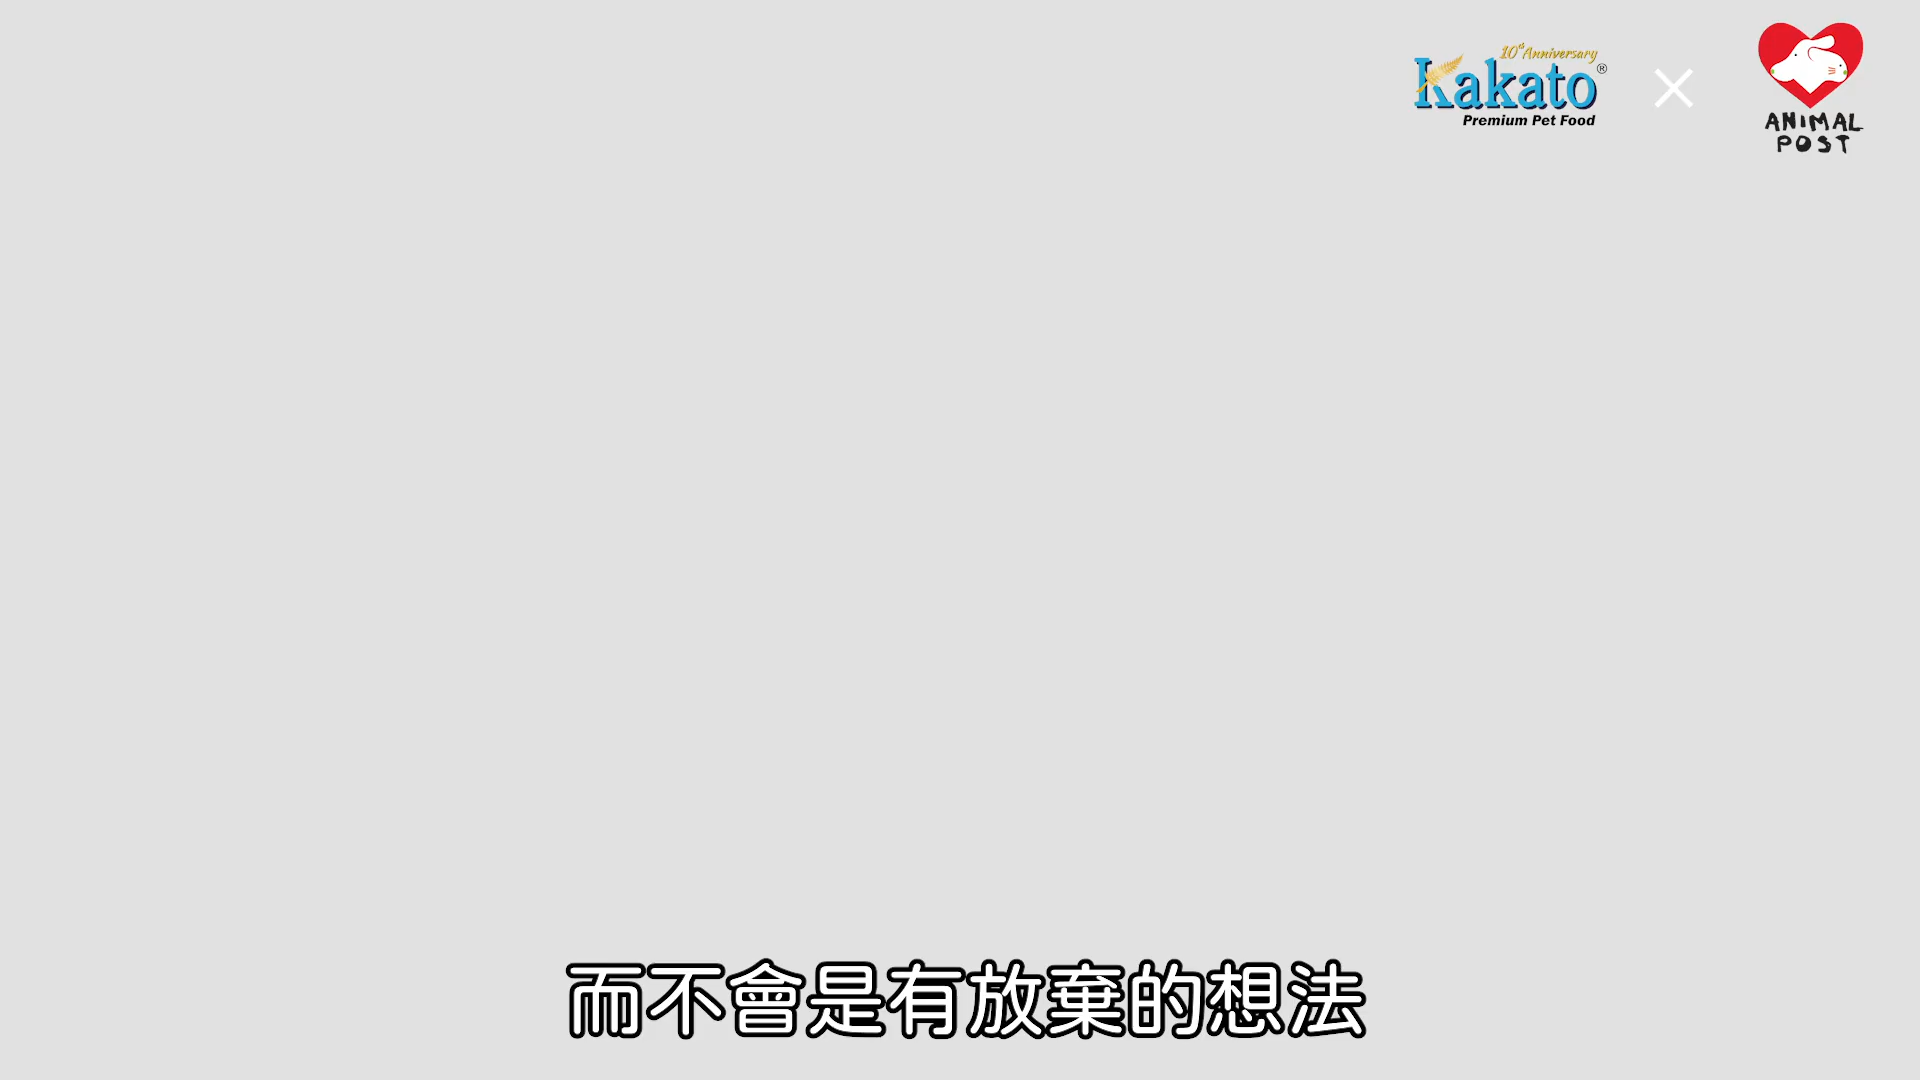 10th Anniversary
Kakato®
Premium Pet Food
×
ANIMAL
POST
而不會是有放棄的想法